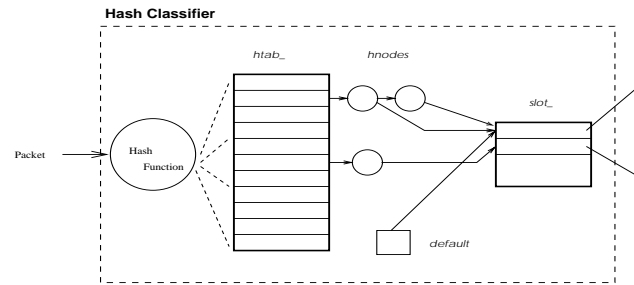 Hash Classifier
htab_
hnodes
slot_
Packet
Hash
Function
default